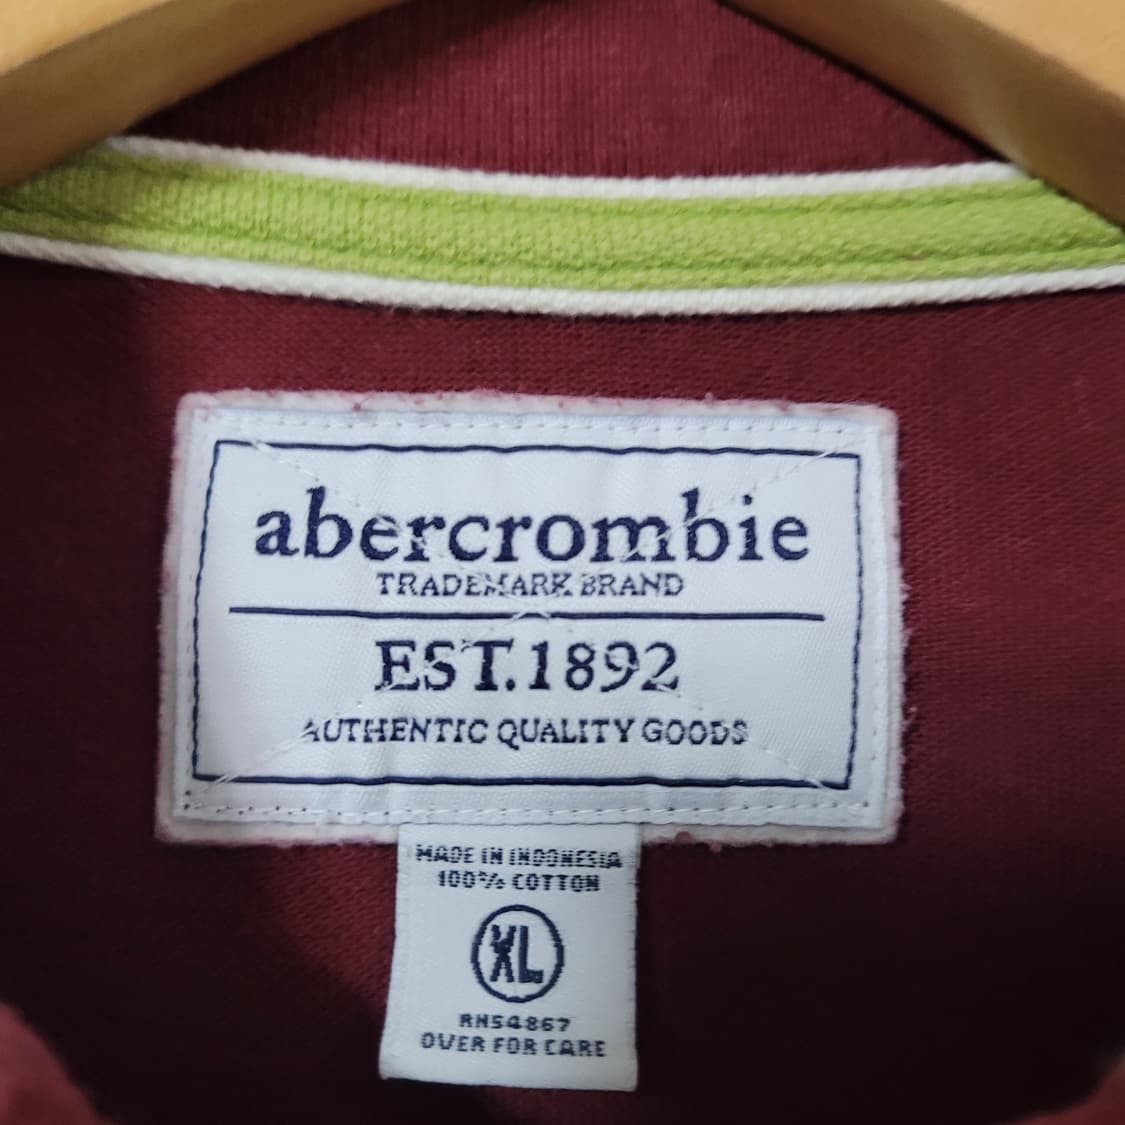 abercrombie
TRADEMARK BRAND
EST.1892
AUTHENTIC QUALITY GOODS
MADE IN INDONESIA
100% COTTON
XL
RN54867
OVER FOR CARE